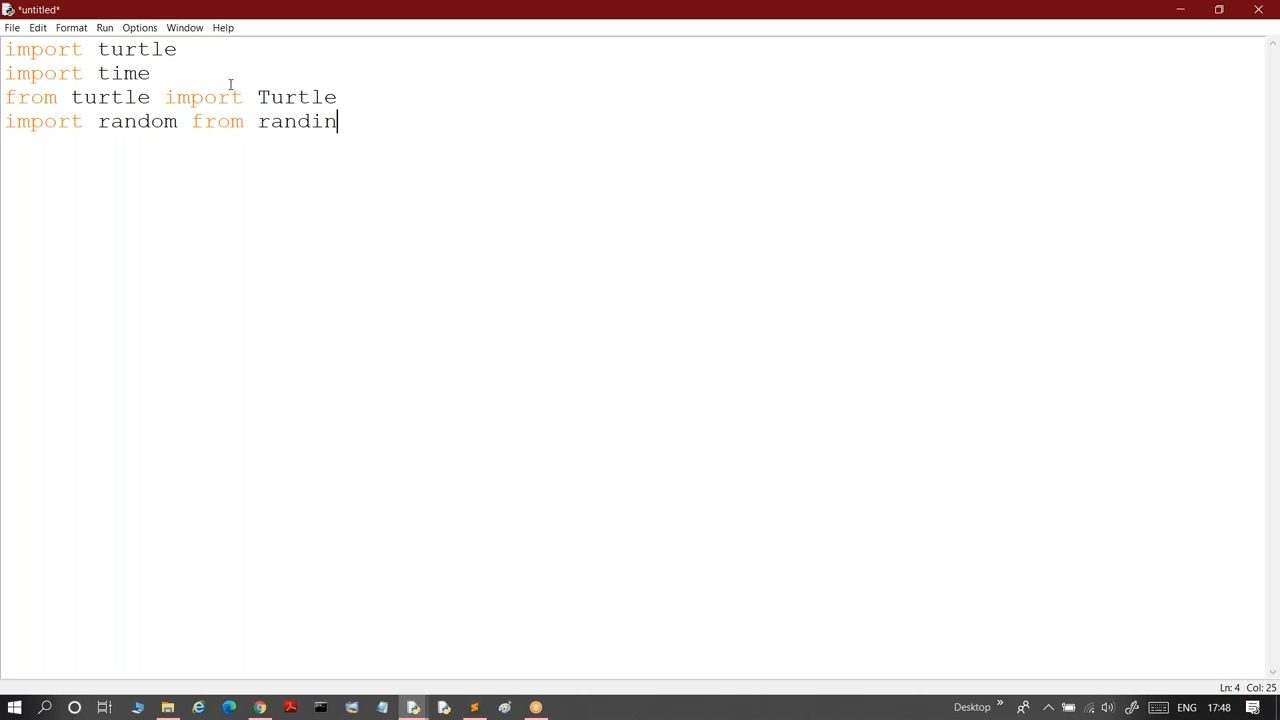 *untitled*
File Edit Format Run Options Window Help
import turtle
import time
from turtle import Turtle
import random from randin
Ln: 4 Col: 25
Desktop ENG 17:48